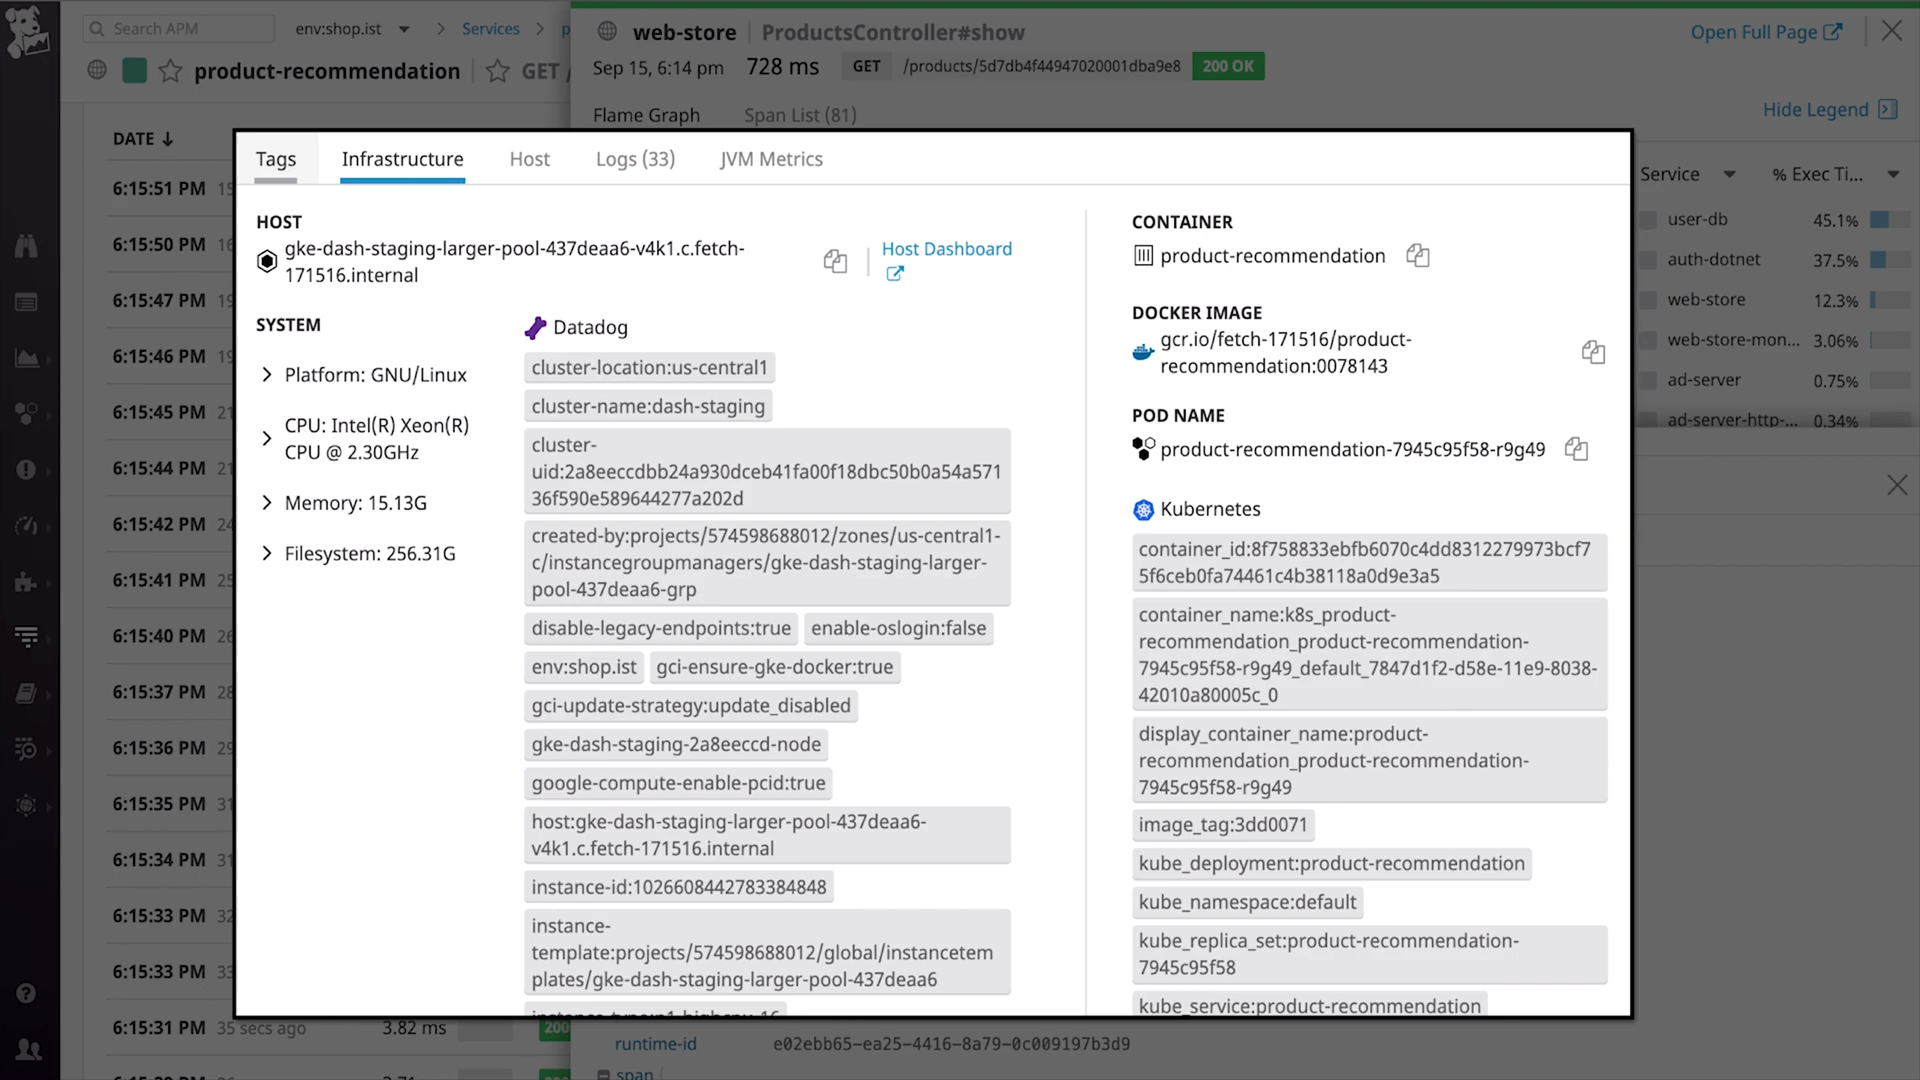 Search APM
env:shop.ist
Services
product-recommendation
GET /
web-store
ProductsController#show
Open Full Page
Sep 15, 6:14 pm
728 ms
GET
/products/5d7db4f44947020001dba9e8
200 OK
Flame Graph
Span List (81)
Hide Legend
DATE
6:15:51 PM
6:15:50 PM
6:15:47 PM
6:15:46 PM
6:15:45 PM
6:15:44 PM
6:15:42 PM
6:15:41 PM
6:15:40 PM
6:15:37 PM
6:15:36 PM
6:15:35 PM
6:15:34 PM
6:15:33 PM
6:15:33 PM
6:15:31 PM 35 secs ago 3.82 ms 200
Tags
Infrastructure
Host
Logs (33)
JVM Metrics
HOST
gke-dash-staging-larger-pool-437deaa6-v4k1.c.fetch-
171516.internal
Host Dashboard
SYSTEM
Platform: GNU/Linux
CPU: Intel(R) Xeon(R)
CPU @ 2.30GHz
Memory: 15.13G
Filesystem: 256.31G
Datadog
cluster-location:us-central1
cluster-name:dash-staging
cluster-
uid:2a8eeccdbb24a930dceb41fa00f18dbc50b0a54a571
36f590e589644277a202d
created-by:projects/574598688012/zones/us-central1-
c/instancegroupmanagers/gke-dash-staging-larger-
pool-437deaa6-grp
disable-legacy-endpoints:true
enable-oslogin:false
env:shop.ist
gci-ensure-gke-docker:true
gci-update-strategy:update_disabled
gke-dash-staging-2a8eeccd-node
google-compute-enable-pcid:true
host:gke-dash-staging-larger-pool-437deaa6-
v4k1.c.fetch-171516.internal
instance-id:1026608442783384848
instance-
template:projects/574598688012/global/instancetem
plates/gke-dash-staging-larger-pool-437deaa6
CONTAINER
product-recommendation
DOCKER IMAGE
gcr.io/fetch-171516/product-
recommendation:0078143
POD NAME
product-recommendation-7945c95f58-r9g49
Kubernetes
container_id:8f758833ebfb6070c4dd8312279973bcf7
5f6ceb0fa74461c4b38118a0d9e3a5
container_name:k8s_product-
recommendation_product-recommendation-
7945c95f58-r9g49_default_7847d1f2-d58e-11e9-8038-
42010a80005c_0
display_container_name:product-
recommendation_product-recommendation-
7945c95f58-r9g49
image_tag:3dd0071
kube_deployment:product-recommendation
kube_namespace:default
kube_replica_set:product-recommendation-
7945c95f58
kube_service:product-recommendation
Service
% Exec Ti...
user-db 45.1%
auth-dotnet 37.5%
web-store 12.3%
web-store-mon... 3.06%
ad-server 0.75%
ad-server-http-... 0.34%
runtime-id
e02ebb65-ea25-4416-8a79-0c009197b3d9
span